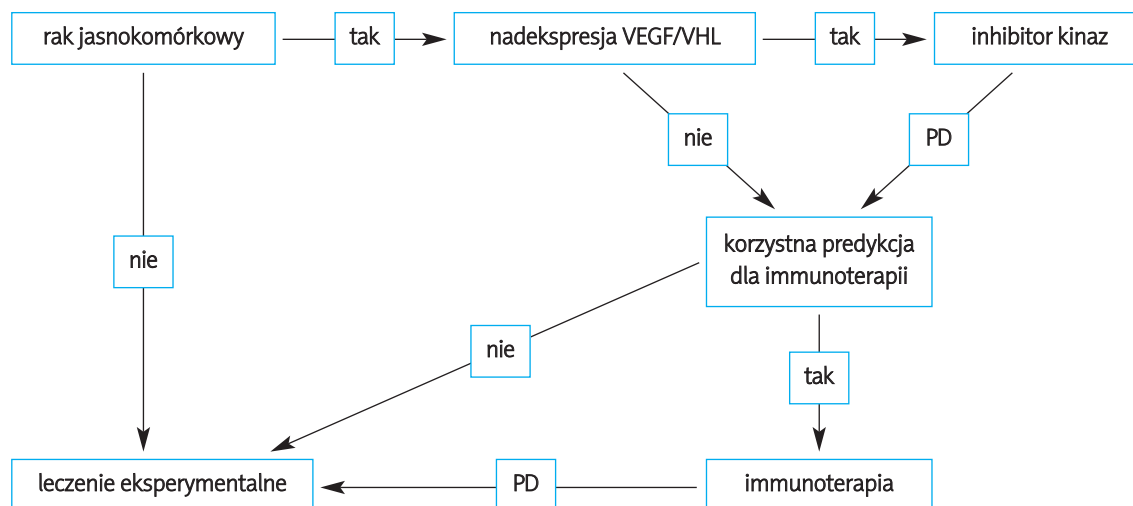 rak jasnokomórkowy
tak
nadekspresja VEGF/VHL
tak
inhibitor kinaz
nie
PD
nie
korzystna predykcja
dla immunoterapii
nie
tak
leczenie eksperymentalne
PD
immunoterapia